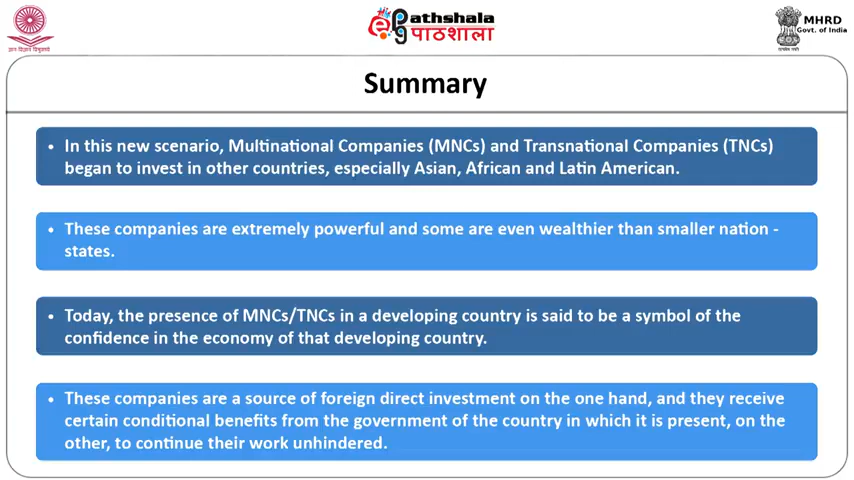 Pathshala
पाठशाला
MHRD
Govt. of India
Summary
• In this new scenario, Multinational Companies (MNCs) and Transnational Companies (TNCs)
began to invest in other countries, especially Asian, African and Latin American.
• These companies are extremely powerful and some are even wealthier than smaller nation -
states.
• Today, the presence of MNCs/TNCs in a developing country is said to be a symbol of the
confidence in the economy of that developing country.
• These companies are a source of foreign direct investment on the one hand, and they receive
certain conditional benefits from the government of the country in which it is present, on the
other, to continue their work unhindered.